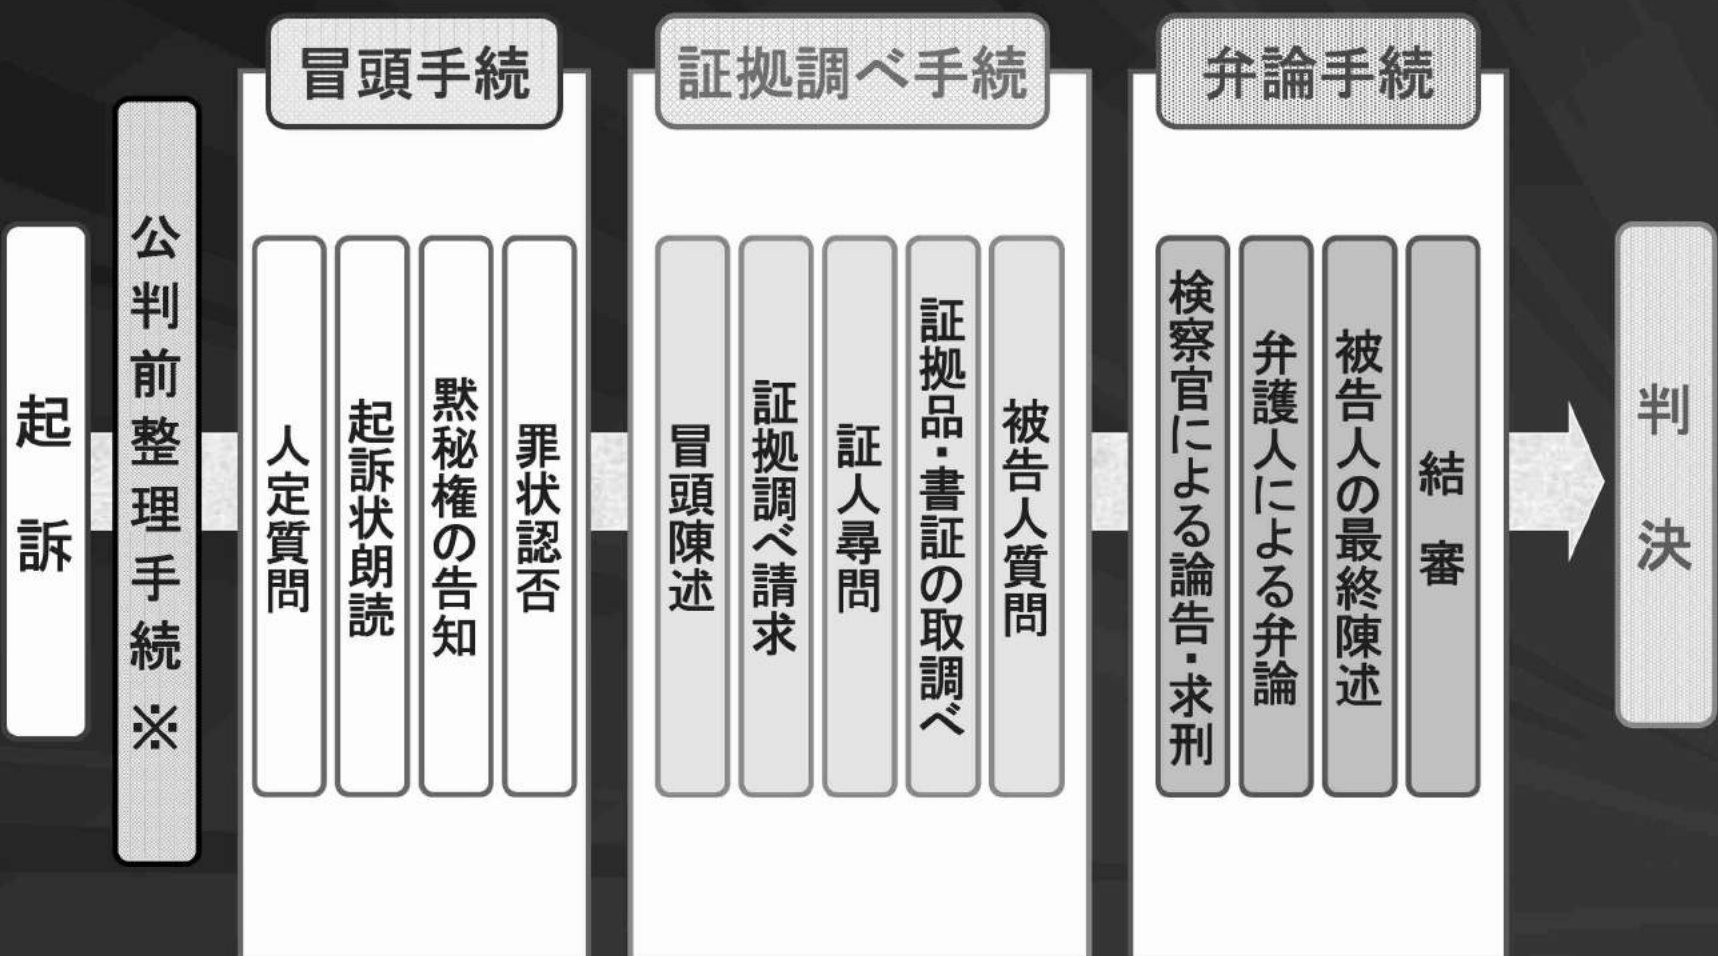 起訴
公判前整理手続※
冒頭手続
人定質問
起訴状朗読
黙秘権の告知
罪状認否
証拠調べ手続
冒頭陳述
証拠調べ請求
証人尋問
証拠品・書証の取調べ
被告人質問
弁論手続
検察官による論告・求刑
弁護人による弁論
被告人の最終陳述
結審
判決